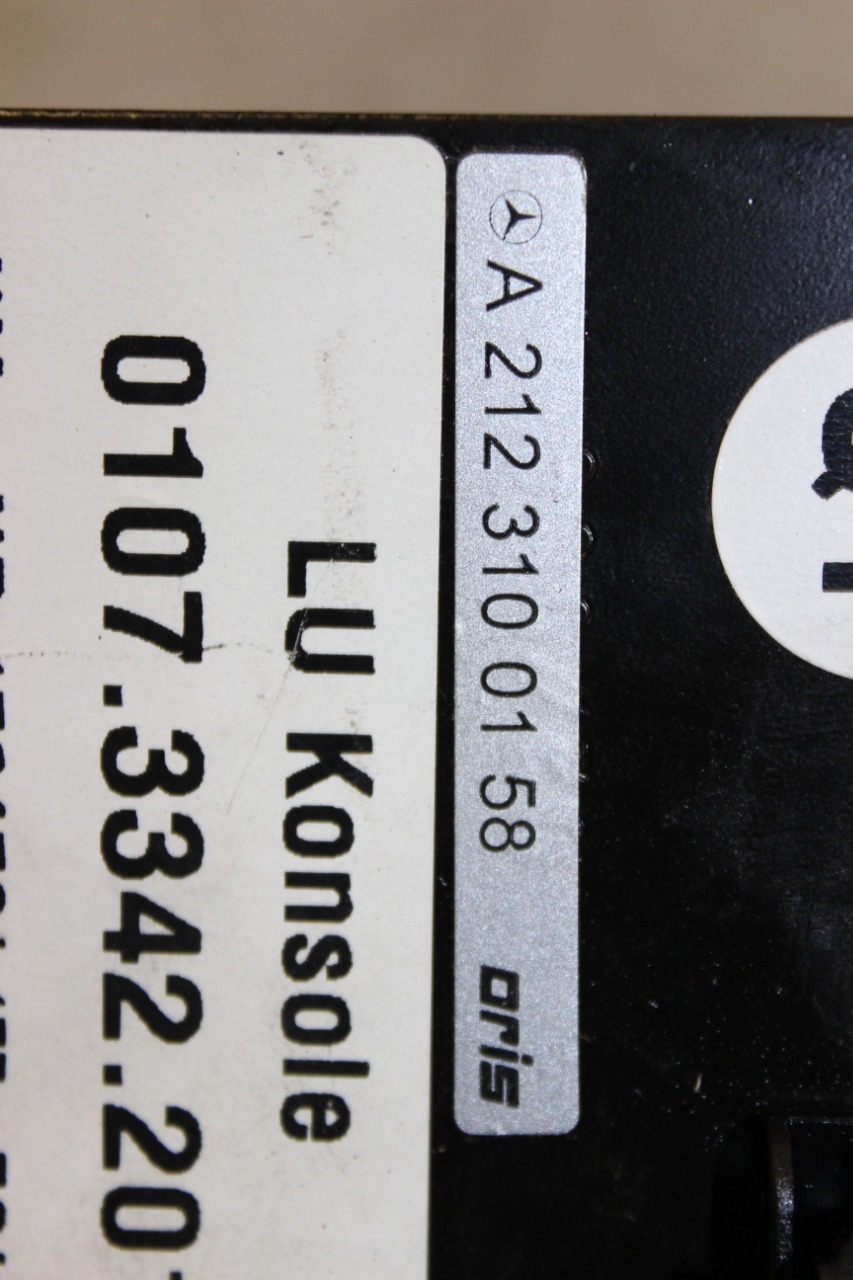 A 212 310 01 58 oris
LU Konsole
0107.3342.20